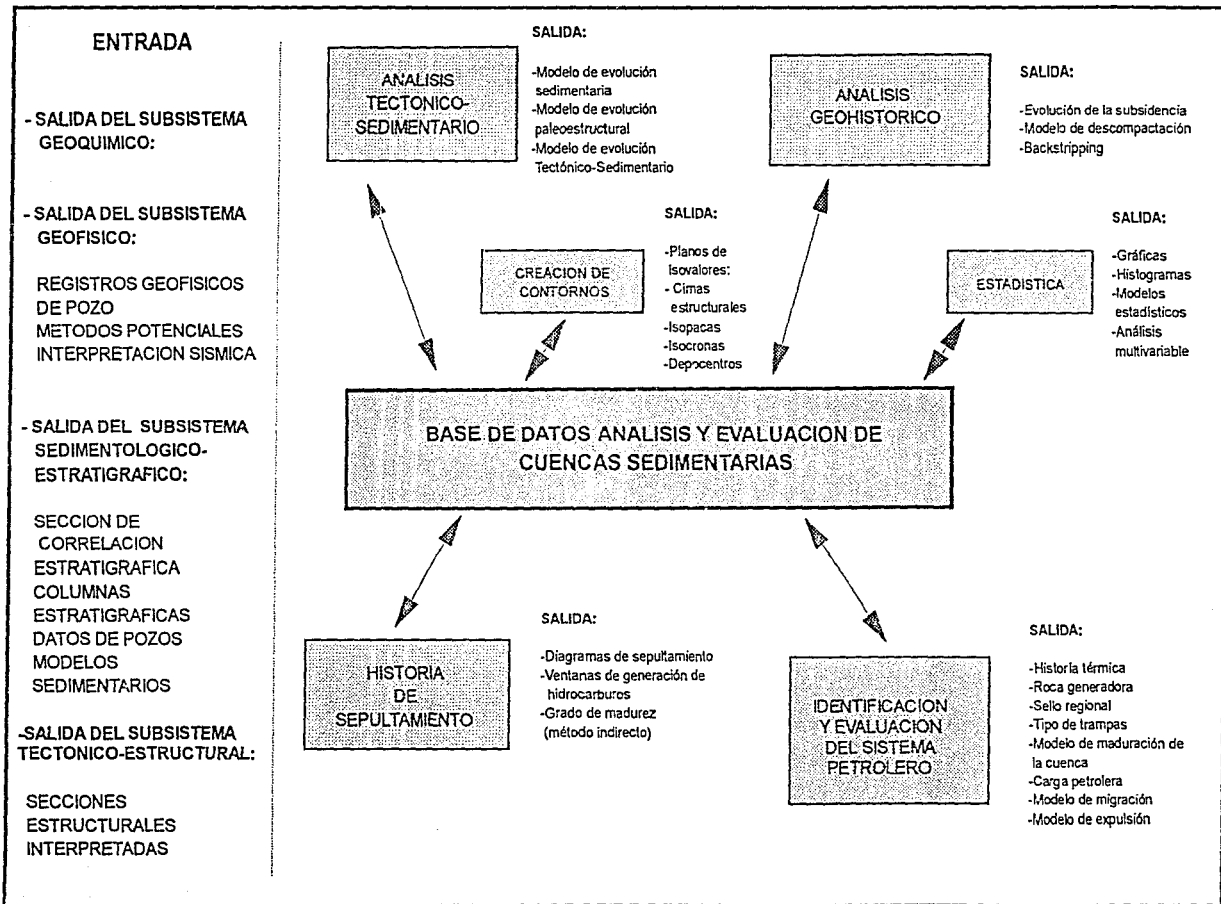 ENTRADA
- SALIDA DEL SUBSISTEMA
GEOQUIMICO:
- SALIDA DEL SUBSISTEMA
GEOFISICO:
REGISTROS GEOFISICOS
DE POZO
METODOS POTENCIALES
INTERPRETACION SISMICA
- SALIDA DEL SUBSISTEMA
SEDIMENTOLOGICO-
ESTRATIGRAFICO:
SECCION DE
CORRELACION
ESTRATIGRAFICA
COLUMNAS
ESTRATIGRAFICAS
DATOS DE POZOS
MODELOS
SEDIMENTARIOS
-SALIDA DEL SUBSISTEMA
TECTONICO-ESTRUCTURAL:
SECCIONES
ESTRUCTURALES
INTERPRETADAS
ANALISIS
TECTONICO-
SEDIMENTARIO
SALIDA:
-Modelo de evolución
sedimentaria
-Modelo de evolución
paleoestructural
-Modelo de evolución
Tectónico-Sedimentario
ANALISIS
GEOHISTORICO
SALIDA:
-Evolución de la subsidencia
-Modelo de descompactación
-Backstripping
CREACION DE
CONTORNOS
SALIDA:
-Planos de
Isovalores:
- Cimas
estructurales
-Isopacas
-Isocronas
-Depocentros
ESTADISTICA
SALIDA:
-Gráficas
-Histogramas
-Modelos
estadísticos
-Análisis
multivariable
BASE DE DATOS ANALISIS Y EVALUACION DE
CUENCAS SEDIMENTARIAS
HISTORIA
DE
SEPULTAMIENTO
SALIDA:
-Diagramas de sepultamiento
-Ventanas de generación de
hidrocarburos
-Grado de madurez
(método indirecto)
IDENTIFICACION
Y EVALUACION
DEL SISTEMA
PETROLERO
SALIDA:
-Historia térmica
-Roca generadora
-Sello regional
-Tipo de trampas
-Modelo de maduración de
la cuenca
-Carga petrolera
-Modelo de migración
-Modelo de expulsión